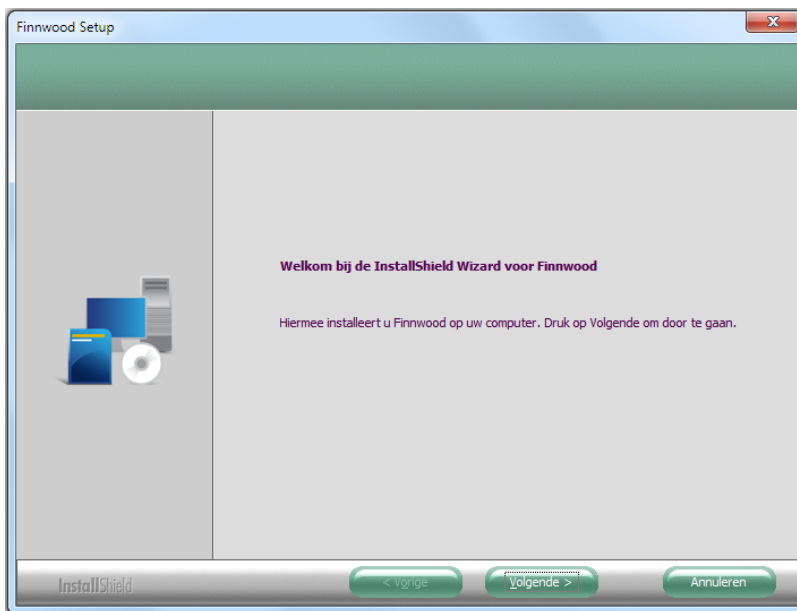 Finnwood Setup
Welkom bij de InstallShield Wizard voor Finnwood
Hiermee installeert u Finnwood op uw computer. Druk op Volgende om door te gaan.
InstallShield
< Vorige
Volgende >
Annuleren